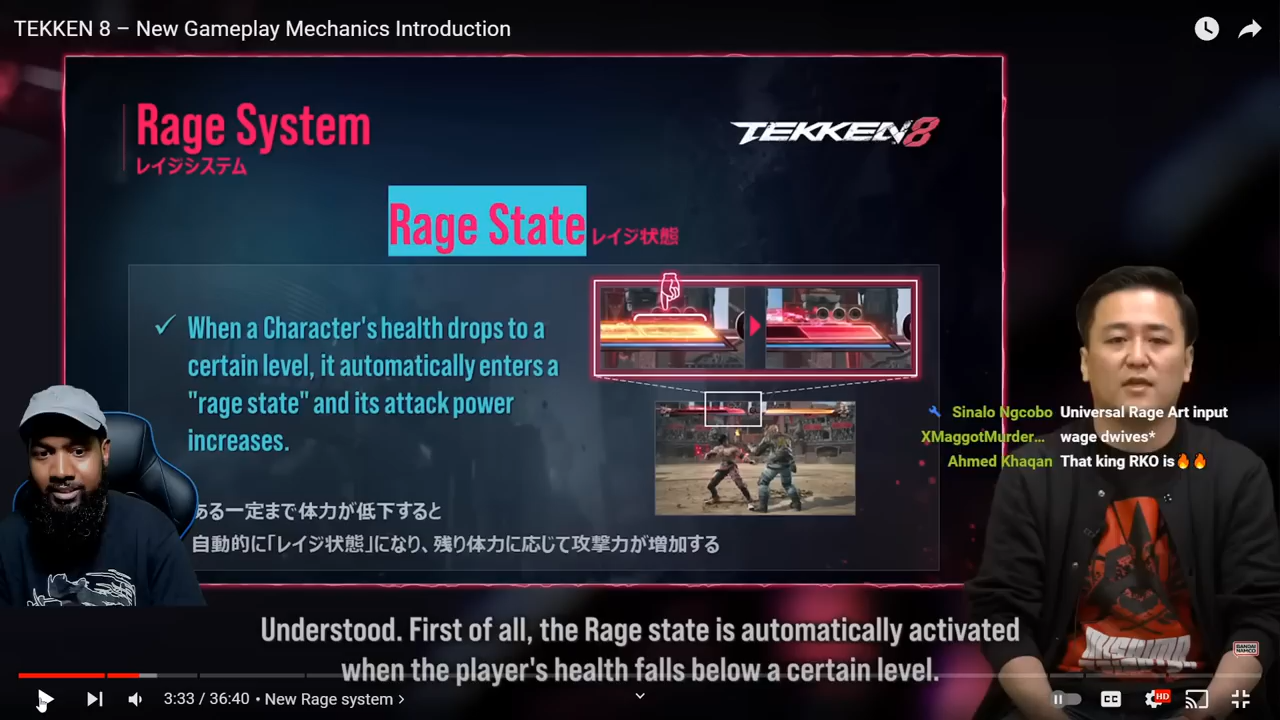 TEKKEN 8 – New Gameplay Mechanics Introduction
Rage System
レイジシステム
TEKKEN 8
Rage State レイジ状態
✓ When a Character's health drops to a
certain level, it automatically enters a
"rage state" and its attack power
increases.
ある一定まで体力が低下すると
自動的に「レイジ状態」になり、残り体力に応じて攻撃力が増加する
Sinalo Ngcobo Universal Rage Art input
XMaggotMurder... wage dwives*
Ahmed Khaqan That king RKO is🔥🔥
Understood. First of all, the Rage state is automatically activated
when the player's health falls below a certain level.
BANDAI
NAMCO
3:33 / 36:40 • New Rage system ›
CC
HD